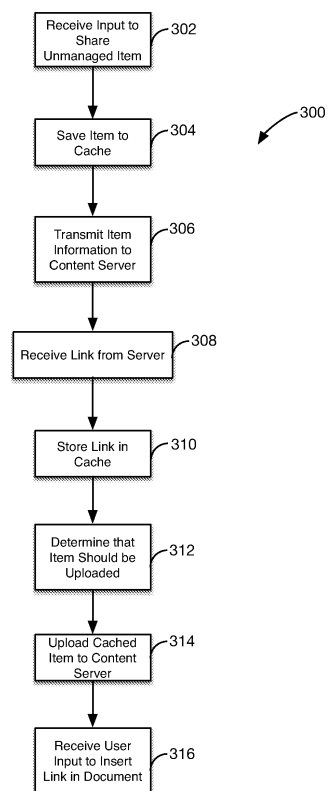 Receive Input to
Share
Unmanaged Item
302
300
Save Item to
Cache
304
Transmit Item
Information to
Content Server
306
Receive Link from Server
308
Store Link in
Cache
310
Determine that
Item Should be
Uploaded
312
Upload Cached
Item to Content
Server
314
Receive User
Input to Insert
Link in Document
316